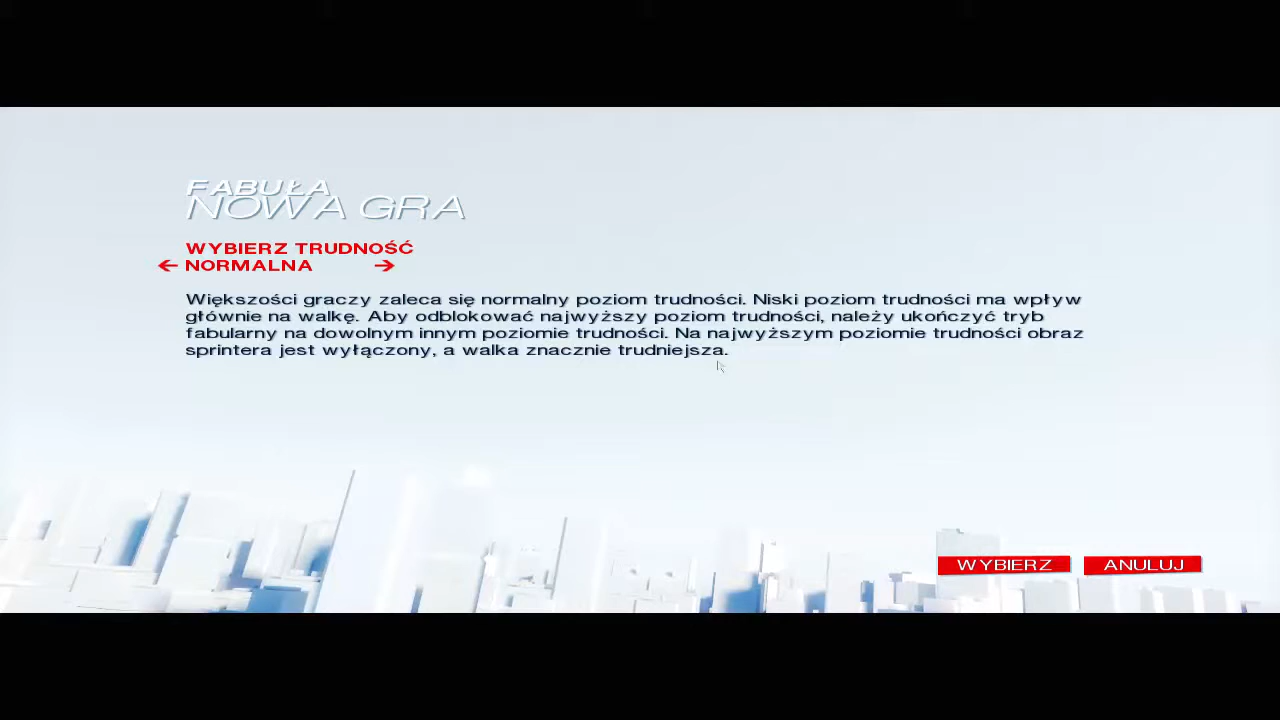 FABUŁA
NOWA GRA
WYBIERZ TRUDNOŚĆ
NORMALNA
Większości graczy zaleca się normalny poziom trudności. Niski poziom trudności ma wpływ
głównie na walkę. Aby odblokować najwyższy poziom trudności, należy ukończyć tryb
fabularny na dowolnym innym poziomie trudności. Na najwyższym poziomie trudności obraz
sprintera jest wyłączony, a walka znacznie trudniejsza.
WYBIERZ ANULUJ